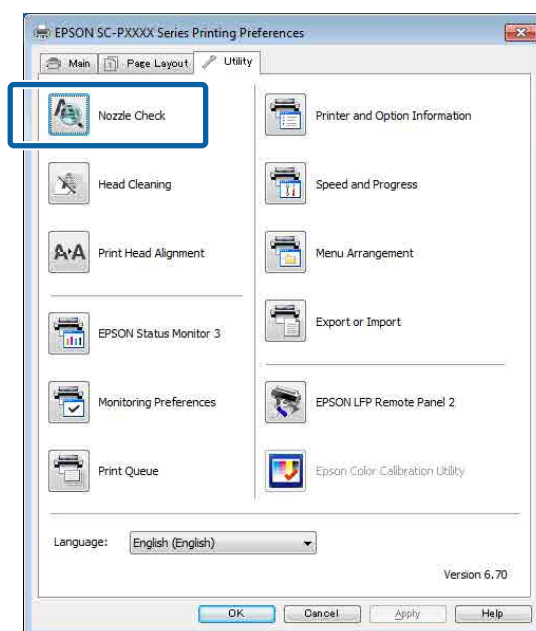 EPSON SC-PXXXX Series Printing Preferences
Main Page Layout Utility
Nozzle Check
Printer and Option Information
Head Cleaning
Speed and Progress
A A Print Head Alignment
Menu Arrangement
EPSON Status Monitor 3
Export or Import
Monitoring Preferences
EPSON LFP Remote Panel 2
Print Queue
Epson Color Calibration Utility
Language: English (English)
Version 6.70
OK Cancel Apply Help